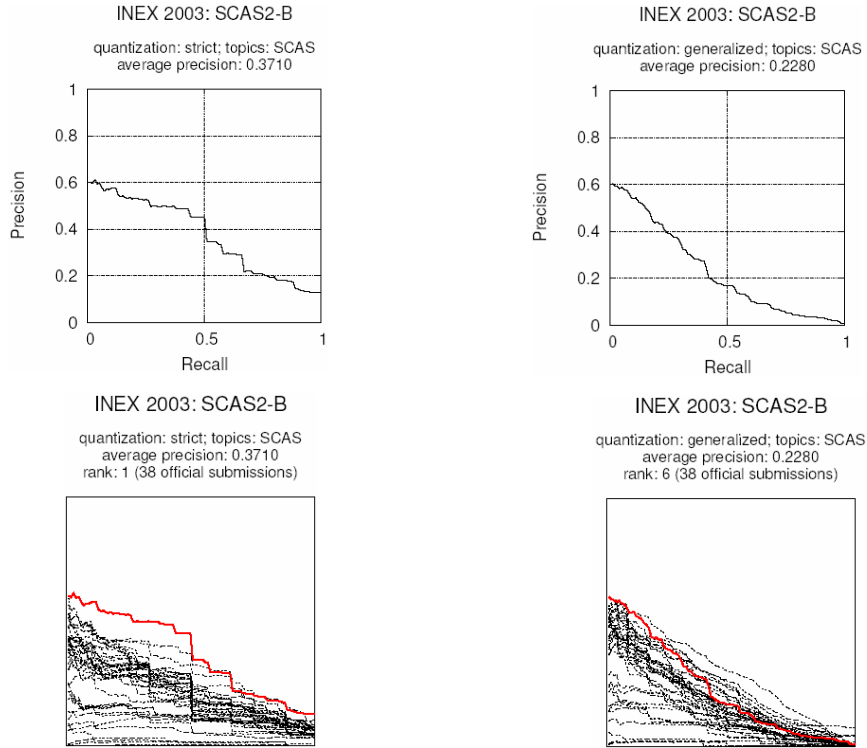 INEX 2003: SCAS2-B
quantization: strict; topics: SCAS
average precision: 0.3710
1
0.8
0.6
0.4
0.2
0
Precision
0
0.5
1
Recall
INEX 2003: SCAS2-B
quantization: generalized; topics: SCAS
average precision: 0.2280
1
0.8
0.6
0.4
0.2
0
Precision
0
0.5
1
Recall
INEX 2003: SCAS2-B
quantization: strict; topics: SCAS
average precision: 0.3710
rank: 1 (38 official submissions)
INEX 2003: SCAS2-B
quantization: generalized; topics: SCAS
average precision: 0.2280
rank: 6 (38 official submissions)